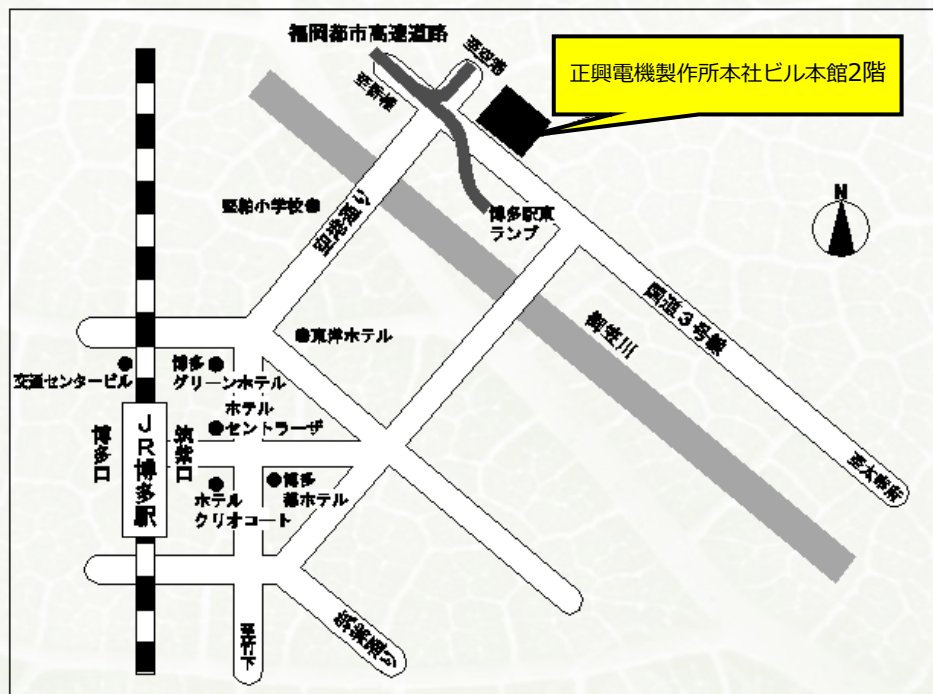 福岡都市高速道路
至空港
正興電機製作所本社ビル本館2階
至香椎
堅粕小学校
空港通り
博多駅東
ランプ
N
国道3号線
御笠川
東洋ホテル
交通センタービル
博多
グリーンホテル
ホテル
セントラーザ
博多口
JR博多駅
筑紫口
ホテル
クリオコート
博多
都ホテル
至太宰府
至竹下
筑紫通り